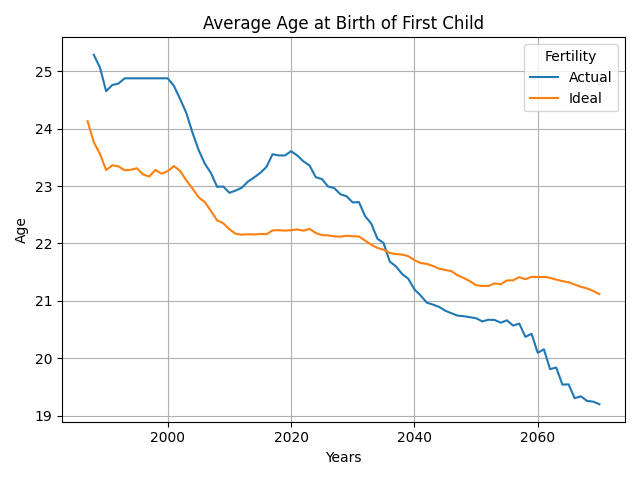 Average Age at Birth of First Child
Fertility
Actual
Ideal
25
24
23
22
21
20
19
Age
2000
2020
2040
2060
Years